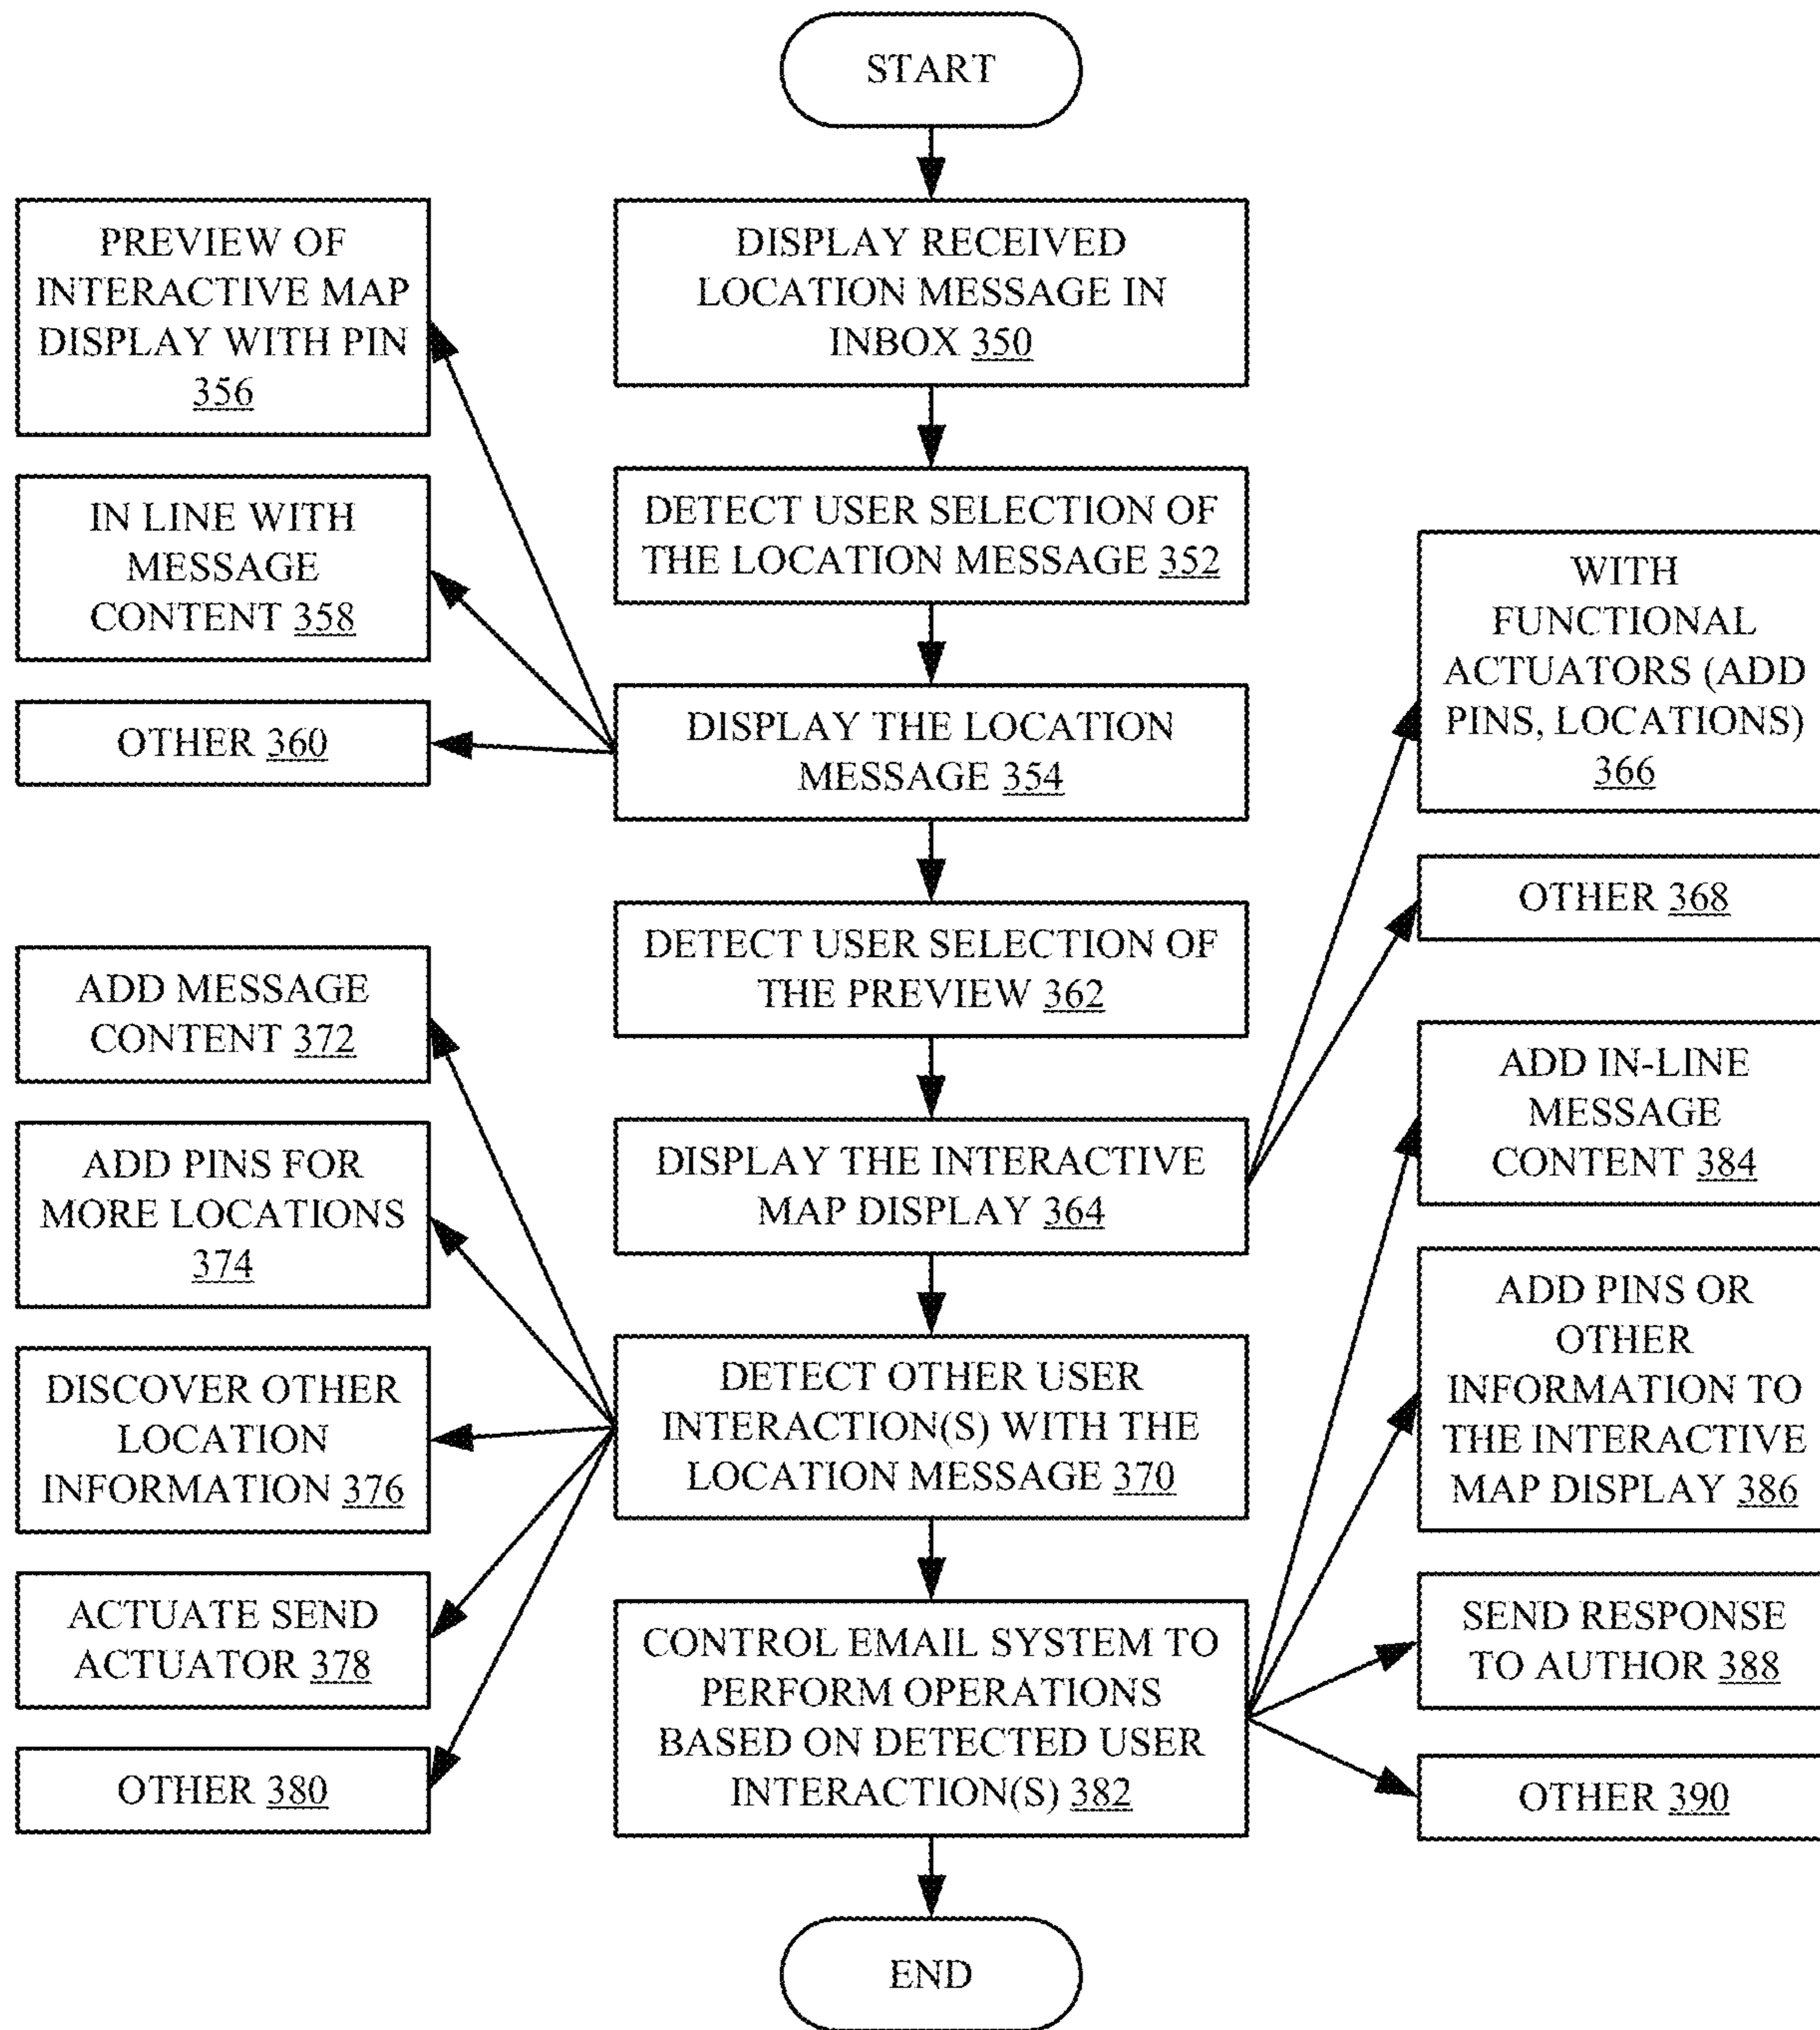 START
DISPLAY RECEIVED
LOCATION MESSAGE IN
INBOX 350
PREVIEW OF
INTERACTIVE MAP
DISPLAY WITH PIN
356
DETECT USER SELECTION OF
THE LOCATION MESSAGE 352
IN LINE WITH
MESSAGE
CONTENT 358
DISPLAY THE LOCATION
MESSAGE 354
OTHER 360
DETECT USER SELECTION OF
THE PREVIEW 362
DISPLAY THE INTERACTIVE
MAP DISPLAY 364
WITH
FUNCTIONAL
ACTUATORS (ADD
PINS, LOCATIONS)
366
OTHER 368
DETECT OTHER USER
INTERACTION(S) WITH THE
LOCATION MESSAGE 370
ADD MESSAGE
CONTENT 372
ADD PINS FOR
MORE LOCATIONS
374
DISCOVER OTHER
LOCATION
INFORMATION 376
ACTUATE SEND
ACTUATOR 378
OTHER 380
CONTROL EMAIL SYSTEM TO
PERFORM OPERATIONS
BASED ON DETECTED USER
INTERACTION(S) 382
ADD IN-LINE
MESSAGE
CONTENT 384
ADD PINS OR
OTHER
INFORMATION TO
THE INTERACTIVE
MAP DISPLAY 386
SEND RESPONSE
TO AUTHOR 388
OTHER 390
END